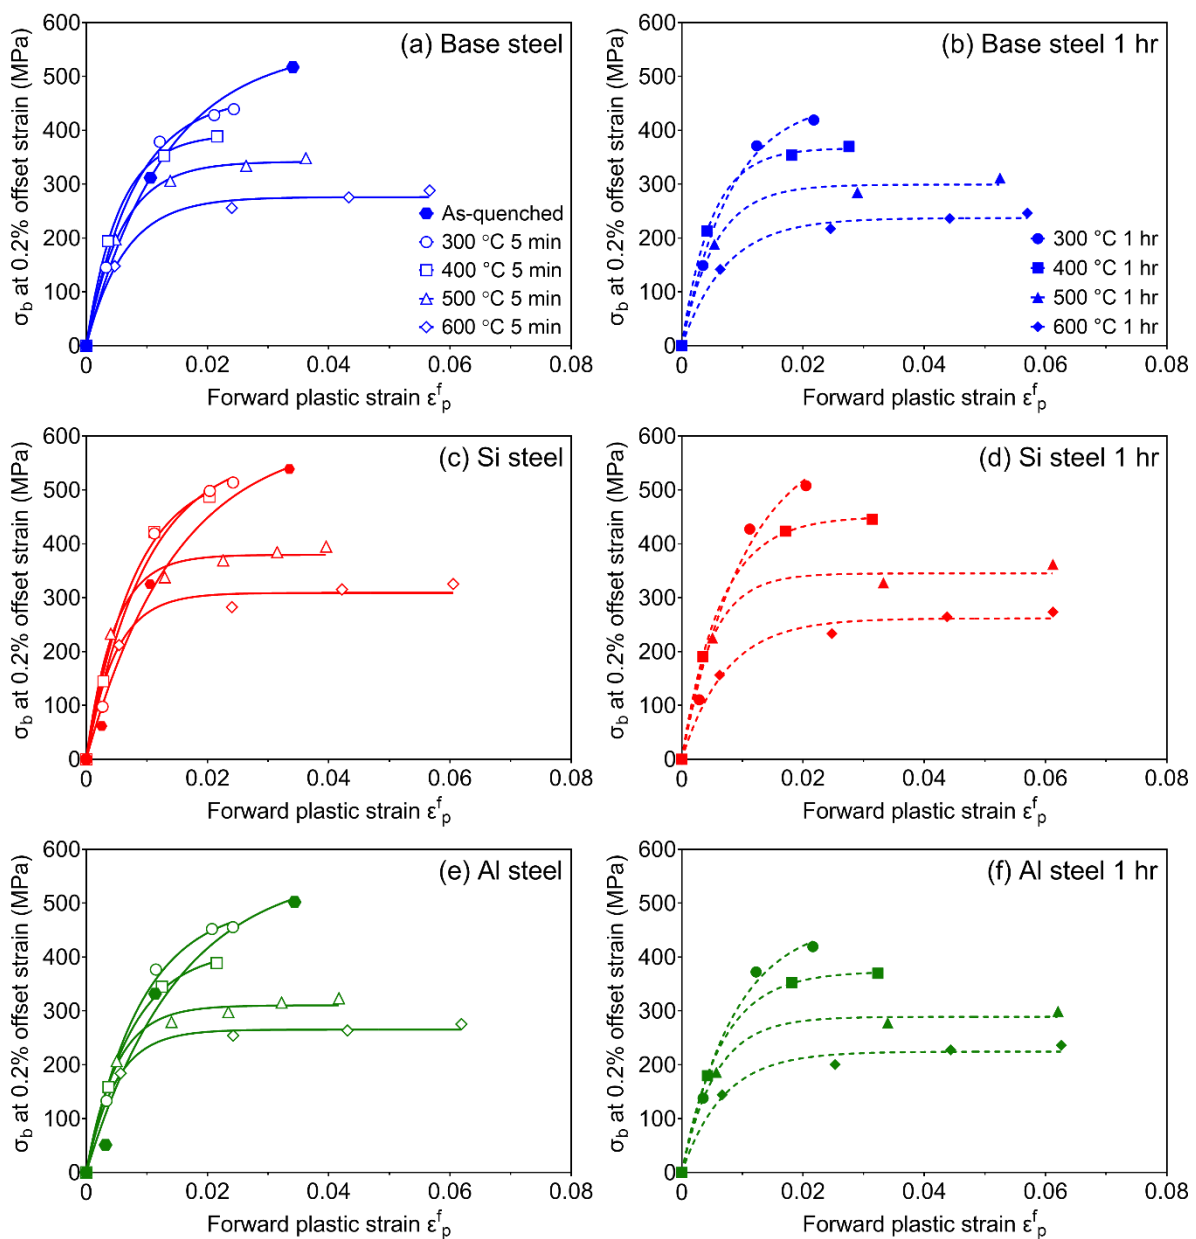 (a) Base steel
σb at 0.2% offset strain (MPa)
600
500
400
300
200
100
0
As-quenched
300 °C 5 min
400 °C 5 min
500 °C 5 min
600 °C 5 min
0 0.02 0.04 0.06 0.08
Forward plastic strain εfp
(b) Base steel 1 hr
σb at 0.2% offset strain (MPa)
600
500
400
300
200
100
0
300 °C 1 hr
400 °C 1 hr
500 °C 1 hr
600 °C 1 hr
0 0.02 0.04 0.06 0.08
Forward plastic strain εfp
(c) Si steel
σb at 0.2% offset strain (MPa)
600
500
400
300
200
100
0
0 0.02 0.04 0.06 0.08
Forward plastic strain εfp
(d) Si steel 1 hr
σb at 0.2% offset strain (MPa)
600
500
400
300
200
100
0
0 0.02 0.04 0.06 0.08
Forward plastic strain εfp
(e) Al steel
σb at 0.2% offset strain (MPa)
600
500
400
300
200
100
0
0 0.02 0.04 0.06 0.08
Forward plastic strain εfp
(f) Al steel 1 hr
σb at 0.2% offset strain (MPa)
600
500
400
300
200
100
0
0 0.02 0.04 0.06 0.08
Forward plastic strain εfp